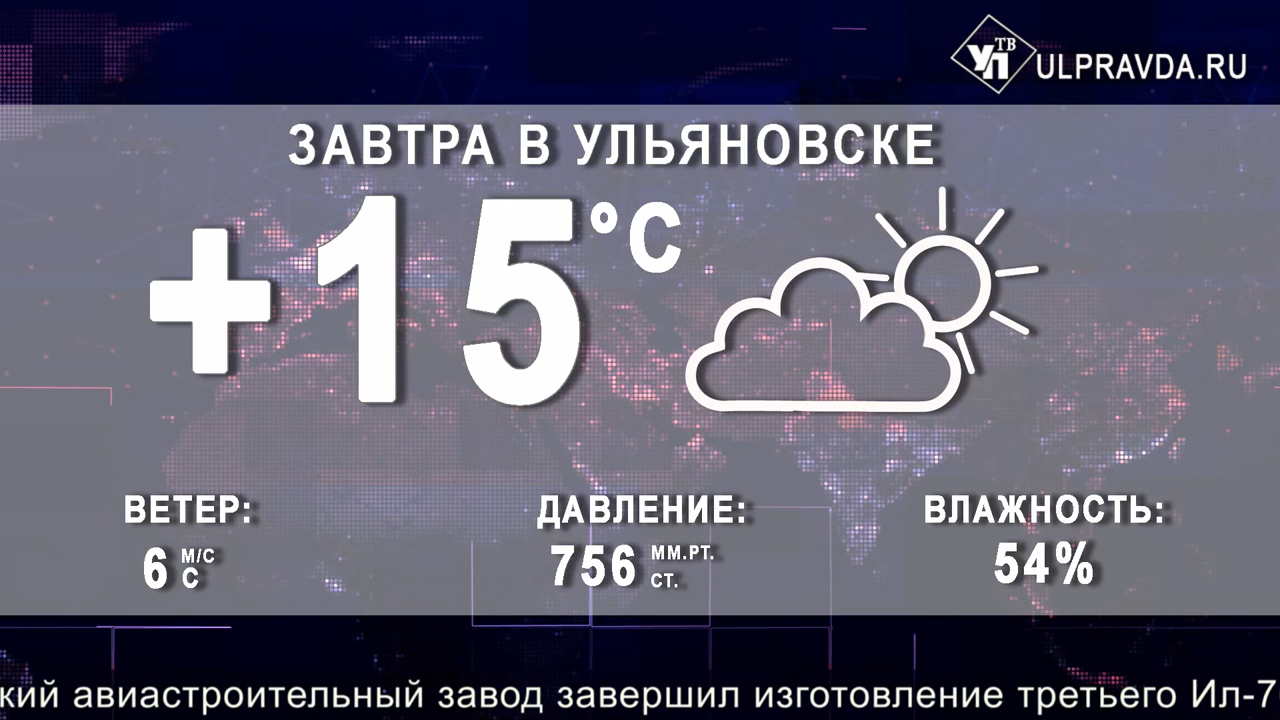 УП ТВ
ULPRAVDA.RU
ЗАВТРА В УЛЬЯНОВСКЕ
+15°C
ВЕТЕР:
6 М/С
С
ДАВЛЕНИЕ:
756 ММ.РТ.
СТ.
ВЛАЖНОСТЬ:
54%
кий авиастроительный завод завершил изготовление третьего Ил-7